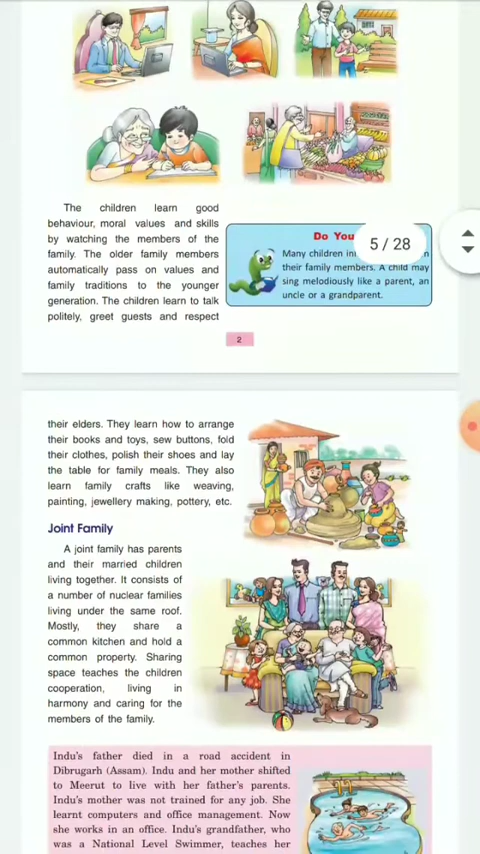 The children learn good
behaviour, moral values and skills
by watching the members of the
family. The older family members
automatically pass on values and
family traditions to the younger
generation. The children learn to talk
politely, greet guests and respect
Do You
5 / 28
Many children
their family members. A child may
sing melodiously like a parent, an
uncle or a grandparent.
2
their elders. They learn how to arrange
their books and toys, sew buttons, fold
their clothes, polish their shoes and lay
the table for family meals. They also
learn family crafts like weaving,
painting, jewellery making, pottery, etc.
Joint Family
A joint family has parents
and their married children
living together. It consists of
a number of nuclear families
living under the same roof.
Mostly, they share a
common kitchen and hold a
common property. Sharing
space teaches the children
cooperation, living in
harmony and caring for the
members of the family.
Indu's father died in a road accident in
Dibrugarh (Assam). Indu and her mother shifted
to Meerut to live with her father's parents.
Indu's mother was not trained for any job. She
learnt computers and office management. Now
she works in an office. Indu's grandfather, who
was a National Level Swimmer, teaches her